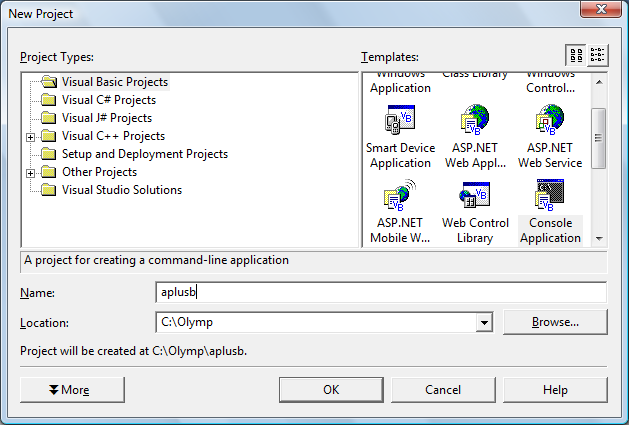 New Project
Project Types:
Templates:
Visual Basic Projects
Visual C# Projects
Visual J# Projects
Visual C++ Projects
Setup and Deployment Projects
Other Projects
Visual Studio Solutions
Windows Class Library Windows
Application Control...
Smart Device ASP.NET ASP.NET
Application Web Appl... Web Service
ASP.NET Web Control Console
Mobile W... Library Application
A project for creating a command-line application
Name: aplusb
Location: C:\Olymp Browse...
Project will be created at C:\Olymp\aplusb.
More OK Cancel Help